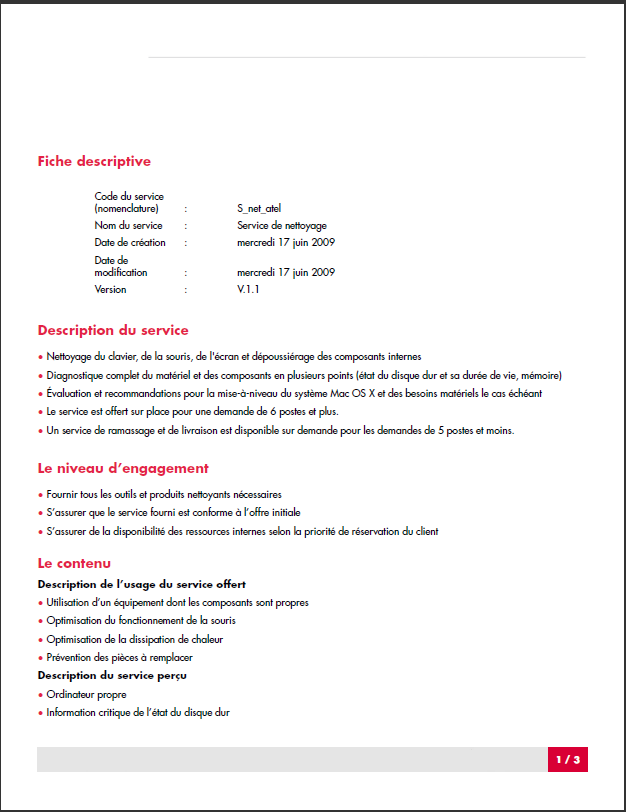 Fiche descriptive
Code du service
(nomenclature) : S_net_atel
Nom du service : Service de nettoyage
Date de création : mercredi 17 juin 2009
Date de
modification : mercredi 17 juin 2009
Version : V.1.1
Description du service
• Nettoyage du clavier, de la souris, de l'écran et dépoussiérage des composants internes
• Diagnostique complet du matériel et des composants en plusieurs points (état du disque dur et sa durée de vie, mémoire)
• Évaluation et recommandations pour la mise-à-niveau du système Mac OS X et des besoins matériels le cas échéant
• Le service est offert sur place pour une demande de 6 postes et plus.
• Un service de ramassage et de livraison est disponible sur demande pour les demandes de 5 postes et moins.
Le niveau d'engagement
• Fournir tous les outils et produits nettoyants nécessaires
• S'assurer que le service fourni est conforme à l'offre initiale
• S'assurer de la disponibilité des ressources internes selon la priorité de réservation du client
Le contenu
Description de l'usage du service offert
• Utilisation d'un équipement dont les composants sont propres
• Optimisation du fonctionnement de la souris
• Optimisation de la dissipation de chaleur
• Prévention des pièces à remplacer
Description du service perçu
• Ordinateur propre
• Information critique de l'état du disque dur
1 / 3